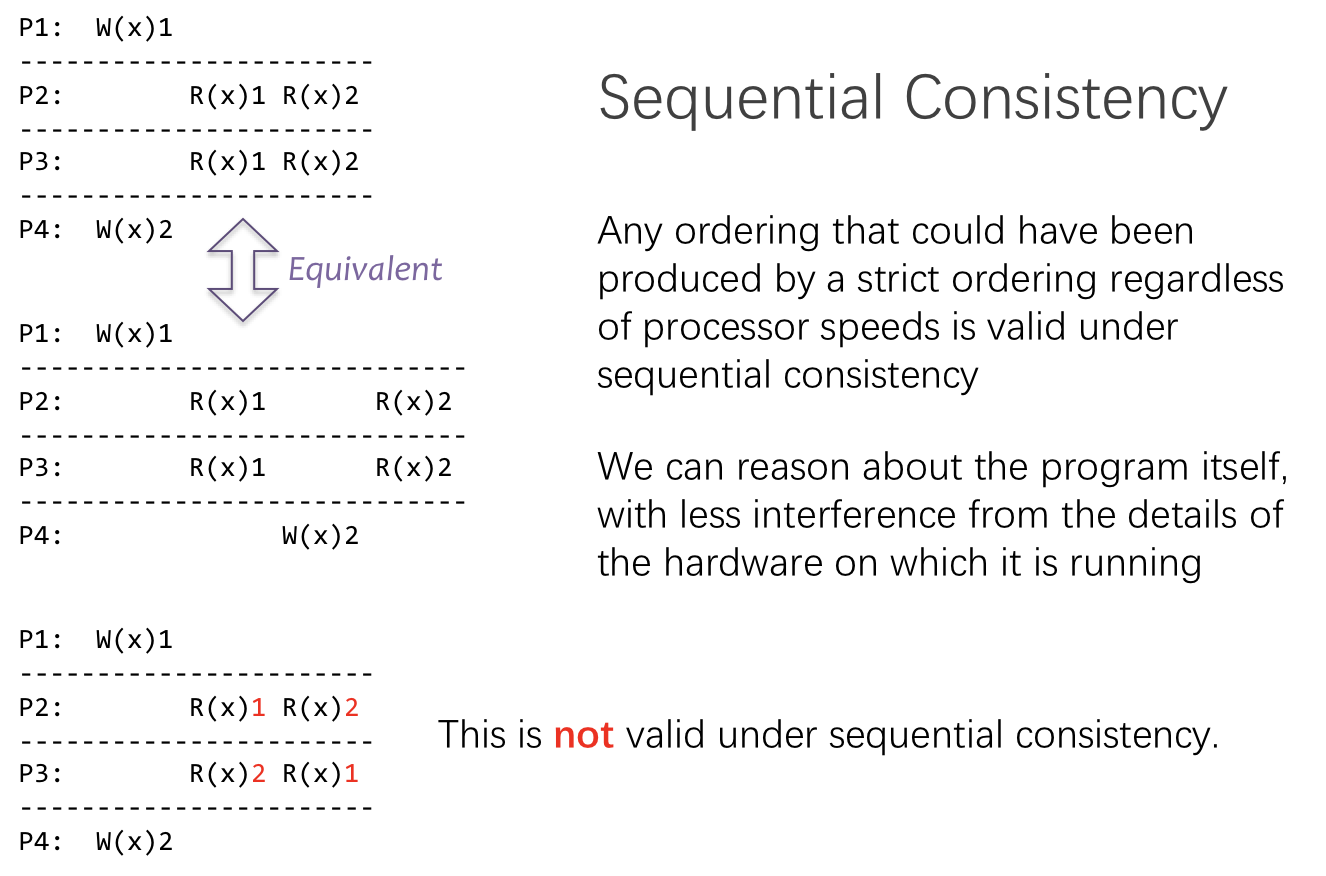 P1:  W(x)1
-----------------------
P2:        R(x)1 R(x)2
-----------------------
P3:        R(x)1 R(x)2
-----------------------
P4:  W(x)2
Equivalent
P1:  W(x)1
-----------------------------
P2:        R(x)1       R(x)2
-----------------------------
P3:        R(x)1       R(x)2
-----------------------------
P4:              W(x)2
P1:  W(x)1
-----------------------
P2:        R(x)1 R(x)2
-----------------------
P3:        R(x)2 R(x)1
-----------------------
P4:  W(x)2
Sequential Consistency
Any ordering that could have been
produced by a strict ordering regardless
of processor speeds is valid under
sequential consistency
We can reason about the program itself,
with less interference from the details of
the hardware on which it is running
This is not valid under sequential consistency.